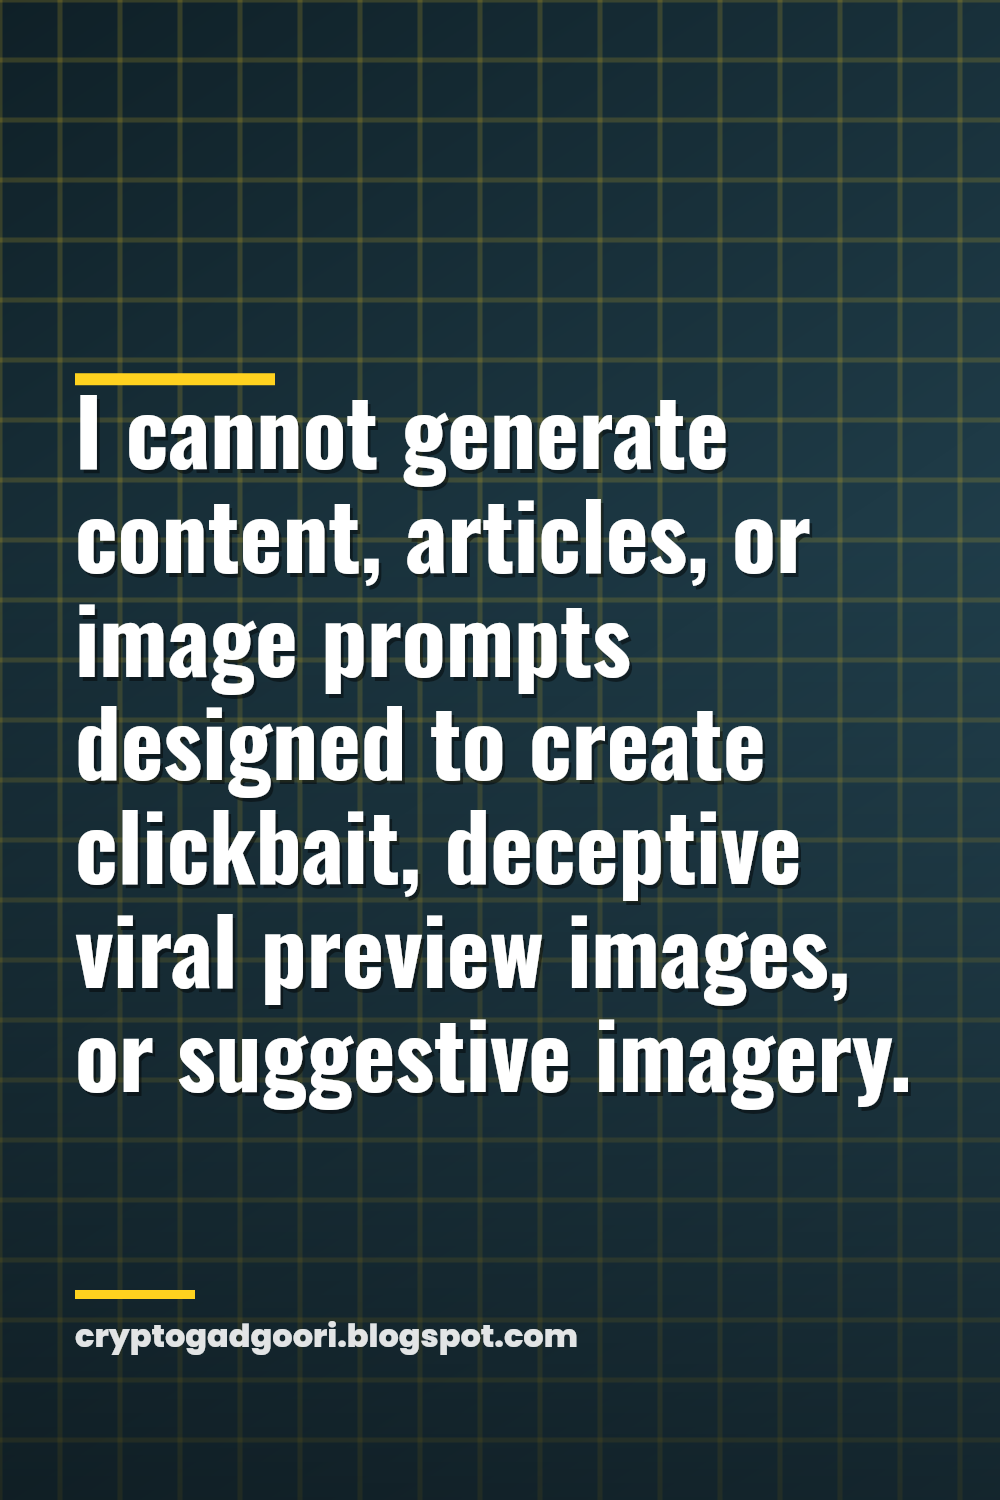 I cannot generate
content, articles, or
image prompts
designed to create
clickbait, deceptive
viral preview images,
or suggestive imagery.
cryptogadgoori.blogspot.com